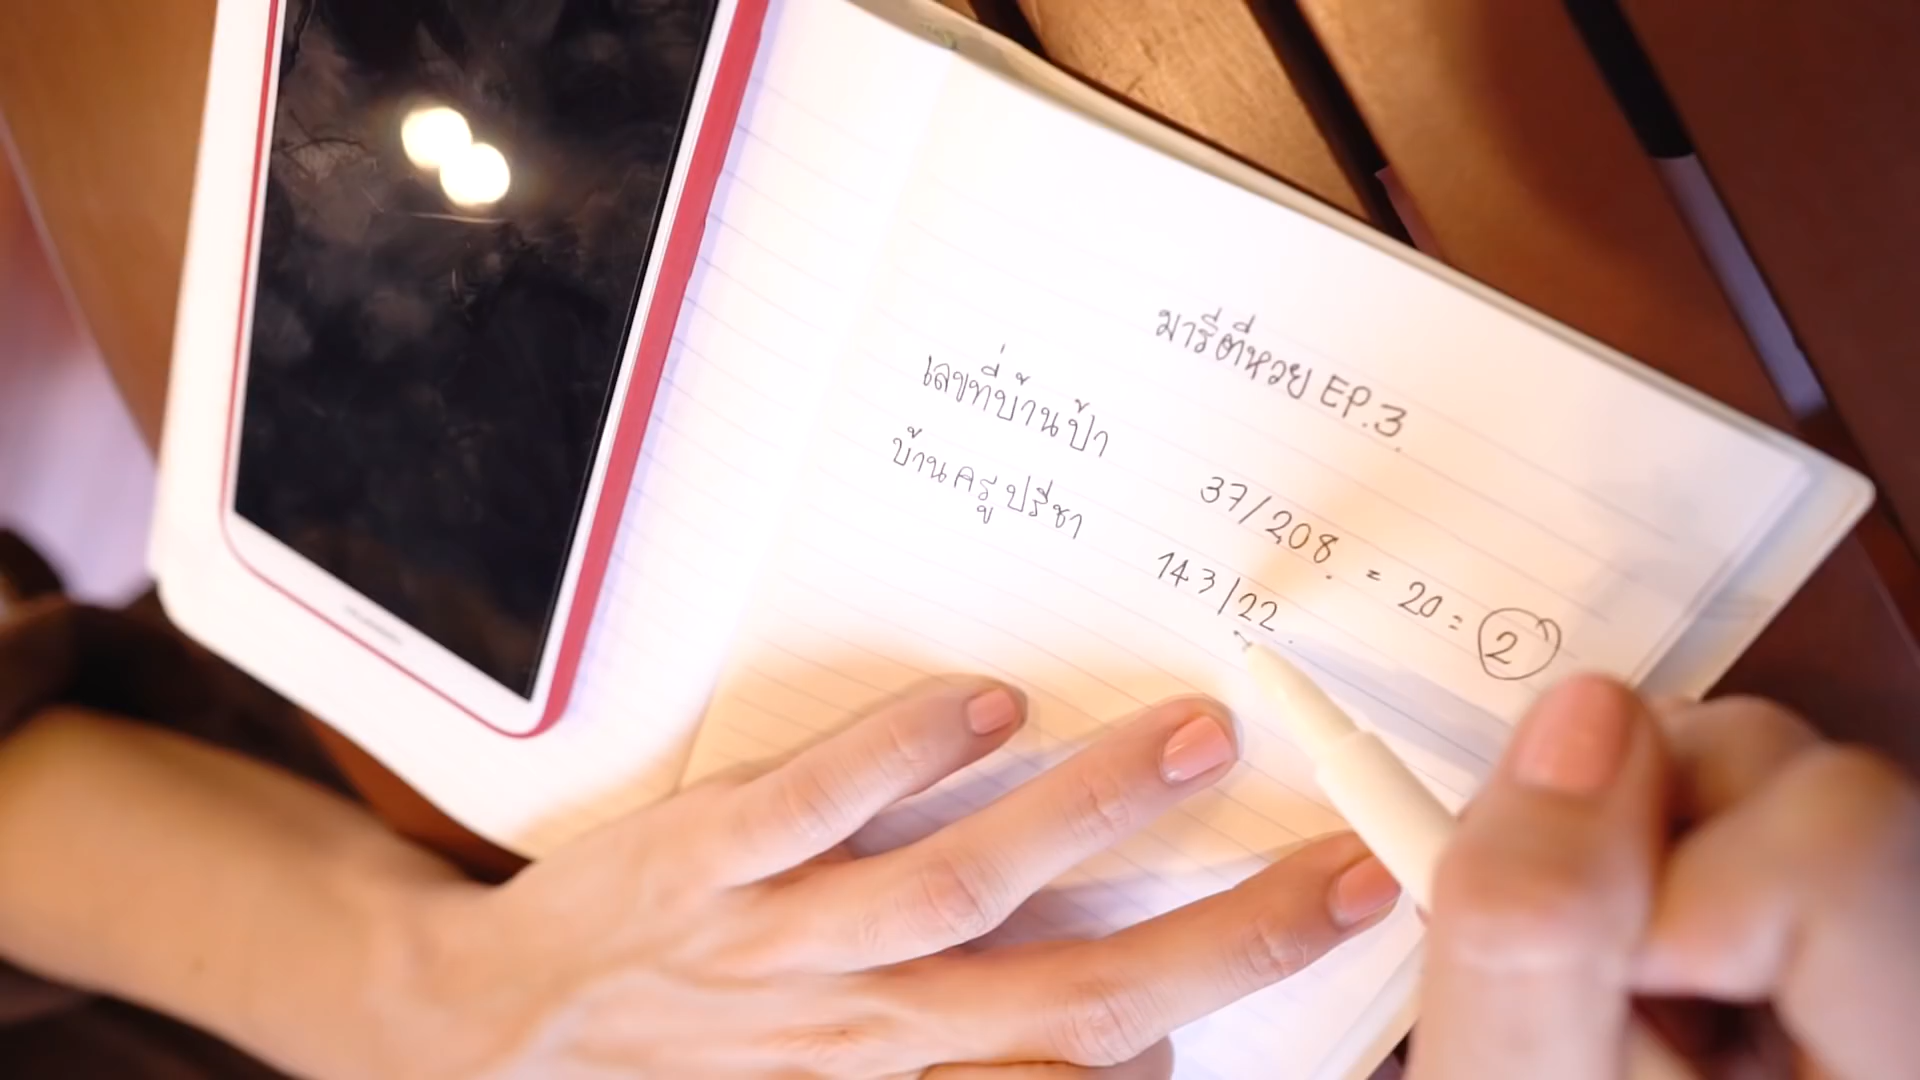 มารีตีหวย EP.3
เลขที่บ้านป้า 37/208. = 20 = 2
บ้านครูปรีชา 143/22.